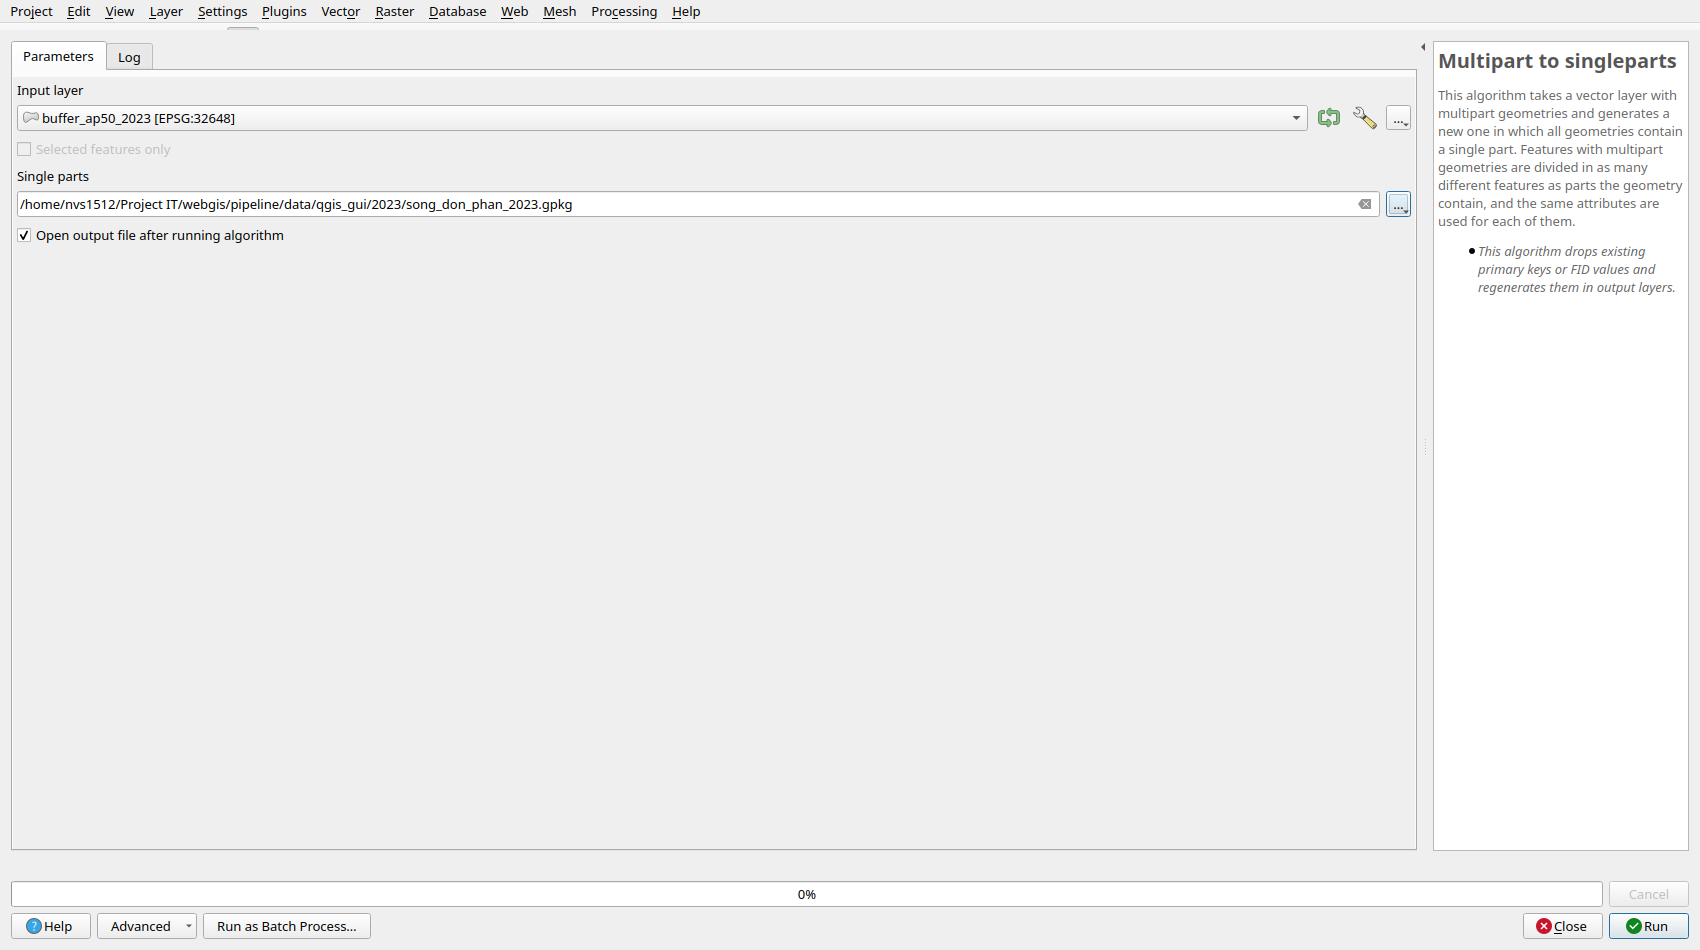 Project Edit View Layer Settings Plugins Vector Raster Database Web Mesh Processing Help
Parameters Log
Input layer
buffer_ap50_2023 [EPSG:32648]
...
Selected features only
Single parts
/home/nvs1512/Project IT/webgis/pipeline/data/qgis_gui/2023/song_don_phan_2023.gpkg
...
Open output file after running algorithm
Multipart to singleparts
This algorithm takes a vector layer with
multipart geometries and generates a
new one in which all geometries contain
a single part. Features with multipart
geometries are divided in as many
different features as parts the geometry
contain, and the same attributes are
used for each of them.
This algorithm drops existing
primary keys or FID values and
regenerates them in output layers.
0%
Cancel
Help Advanced Run as Batch Process...
Close Run